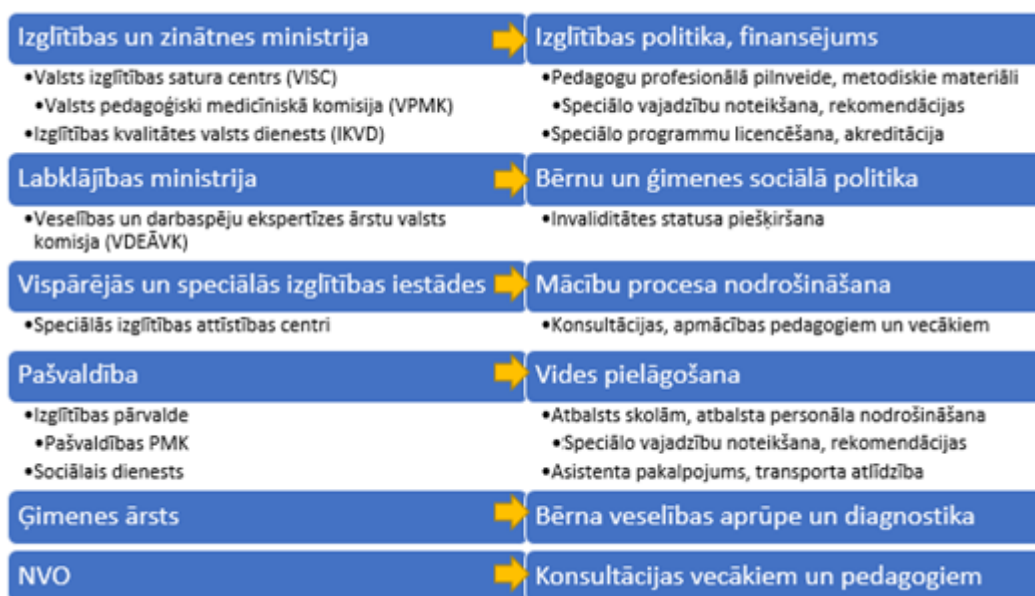 Izglītības un zinātnes ministrija
Izglītības politika, finansējums
•Valsts izglītības satura centrs (VISC)
•Valsts pedagoģiski medicīniskā komisija (VPMK)
•Izglītības kvalitātes valsts dienests (IKVD)
•Pedagogu profesionālā pilnveide, metodiskie materiāli
•Speciālo vajadzību noteikšana, rekomendācijas
•Speciālo programmu licencēšana, akreditācija
Labklājības ministrija
Bērnu un ģimenes sociālā politika
•Veselības un darbaspēju ekspertīzes ārstu valsts
komisja (VDEĀVK)
•Invaliditātes statusa piešķiršana
Vispārējās un speciālās izglītības iestādes
Mācību procesa nodrošināšana
•Speciālās izglītības attīstības centri
•Konsultācijas, apmācības pedagogiem un vecākiem
Pašvaldība
Vides pielāgošana
•Izglītības pārvalde
•Pašvaldības PMK
•Sociālais dienests
•Atbalsts skolām, atbalsta personāla nodrošināšana
•Speciālo vajadzību noteikšana, rekomendācijas
•Asistenta pakalpojums, transporta atlīdzība
Ģimenes ārsts
Bērna veselības aprūpe un diagnostika
NVO
Konsultācijas vecākiem un pedagogiem